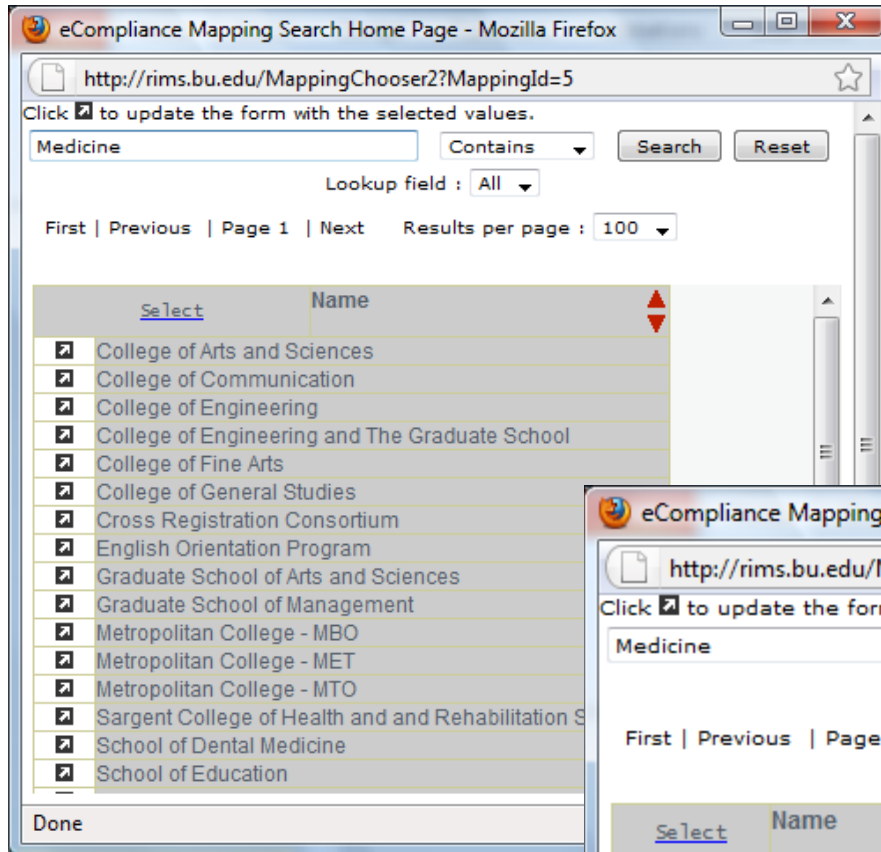 eCompliance Mapping Search Home Page - Mozilla Firefox
http://rims.bu.edu/MappingChooser2?MappingId=5
Click to update the form with the selected values.
Medicine Contains Search Reset
Lookup field : All
First | Previous | Page 1 | Next Results per page : 100
Select Name
College of Arts and Sciences
College of Communication
College of Engineering
College of Engineering and The Graduate School
College of Fine Arts
College of General Studies
Cross Registration Consortium
English Orientation Program
Graduate School of Arts and Sciences
Graduate School of Management
Metropolitan College - MBO
Metropolitan College - MET
Metropolitan College - MTO
Sargent College of Health and and Rehabilitation S
School of Dental Medicine
School of Education
Done
eCompliance Mapping
http://rims.bu.edu/M
Click to update the form
Medicine
First | Previous | Page
Select Name